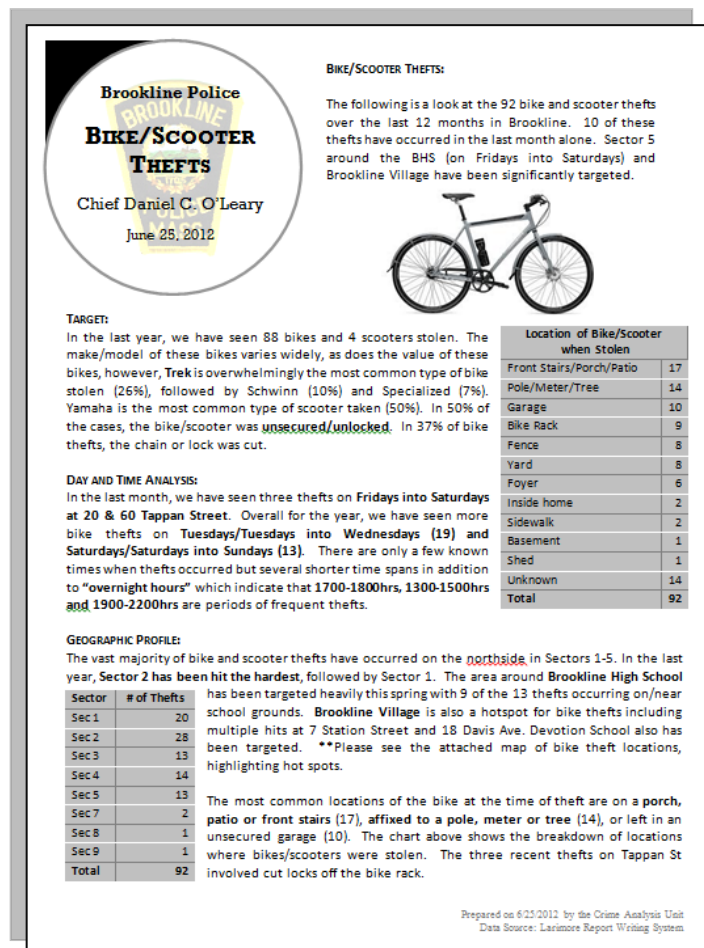 Brookline Police
BIKE/SCOOTER
THEFTS
Chief Daniel C. O'Leary
June 25, 2012
BROOKLINE
POLICE
MASS
BIKE/SCOOTER THEFTS:
The following is a look at the 92 bike and scooter thefts
over the last 12 months in Brookline. 10 of these
thefts have occurred in the last month alone. Sector 5
around the BHS (on Fridays into Saturdays) and
Brookline Village have been significantly targeted.
TARGET:
In the last year, we have seen 88 bikes and 4 scooters stolen. The
make/model of these bikes varies widely, as does the value of these
bikes, however, Trek is overwhelmingly the most common type of bike
stolen (26%), followed by Schwinn (10%) and Specialized (7%).
Yamaha is the most common type of scooter taken (50%). In 50% of
the cases, the bike/scooter was unsecured/unlocked. In 37% of bike
thefts, the chain or lock was cut.
Location of Bike/Scooter
when Stolen
Front Stairs/Porch/Patio 17
Pole/Meter/Tree 14
Garage 10
Bike Rack 9
Fence 8
Yard 8
Foyer 6
Inside home 2
Sidewalk 2
Basement 1
Shed 1
Unknown 14
Total 92
DAY AND TIME ANALYSIS:
In the last month, we have seen three thefts on Fridays into Saturdays
at 20 & 60 Tappan Street. Overall for the year, we have seen more
bike thefts on Tuesdays/Tuesdays into Wednesdays (19) and
Saturdays/Saturdays into Sundays (13). There are only a few known
times when thefts occurred but several shorter time spans in addition
to "overnight hours" which indicate that 1700-1800hrs, 1300-1500hrs
and 1900-2200hrs are periods of frequent thefts.
GEOGRAPHIC PROFILE:
The vast majority of bike and scooter thefts have occurred on the northside in Sectors 1-5. In the last
year, Sector 2 has been hit the hardest, followed by Sector 1. The area around Brookline High School
has been targeted heavily this spring with 9 of the 13 thefts occurring on/near
school grounds. Brookline Village is also a hotspot for bike thefts including
multiple hits at 7 Station Street and 18 Davis Ave. Devotion School also has
been targeted. **Please see the attached map of bike theft locations,
highlighting hot spots.
Sector # of Thefts
Sec 1 20
Sec 2 28
Sec 3 13
Sec 4 14
Sec 5 13
Sec 7 2
Sec 8 1
Sec 9 1
Total 92
The most common locations of the bike at the time of theft are on a porch,
patio or front stairs (17), affixed to a pole, meter or tree (14), or left in an
unsecured garage (10). The chart above shows the breakdown of locations
where bikes/scooters were stolen. The three recent thefts on Tappan St
involved cut locks off the bike rack.
Prepared on 6/25/2012 by the Crime Analysis Unit
Data Source: Larimore Report Writing System